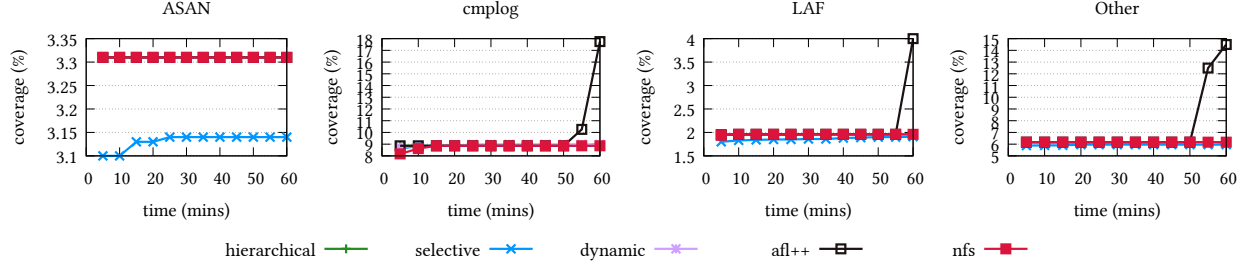 ASAN cmplog LAF Other
coverage (%) 3.35 3.3 3.25 3.2 3.15 3.1
0 10 20 30 40 50 60
time (mins)
coverage (%) 18 17 16 15 14 13 12 11 10 9 8
0 10 20 30 40 50 60
time (mins)
coverage (%) 4 3.5 3 2.5 2 1.5
0 10 20 30 40 50 60
time (mins)
coverage (%) 15 14 13 12 11 10 9 8 7 6 5
0 10 20 30 40 50 60
time (mins)
hierarchical selective dynamic afl++ nfs